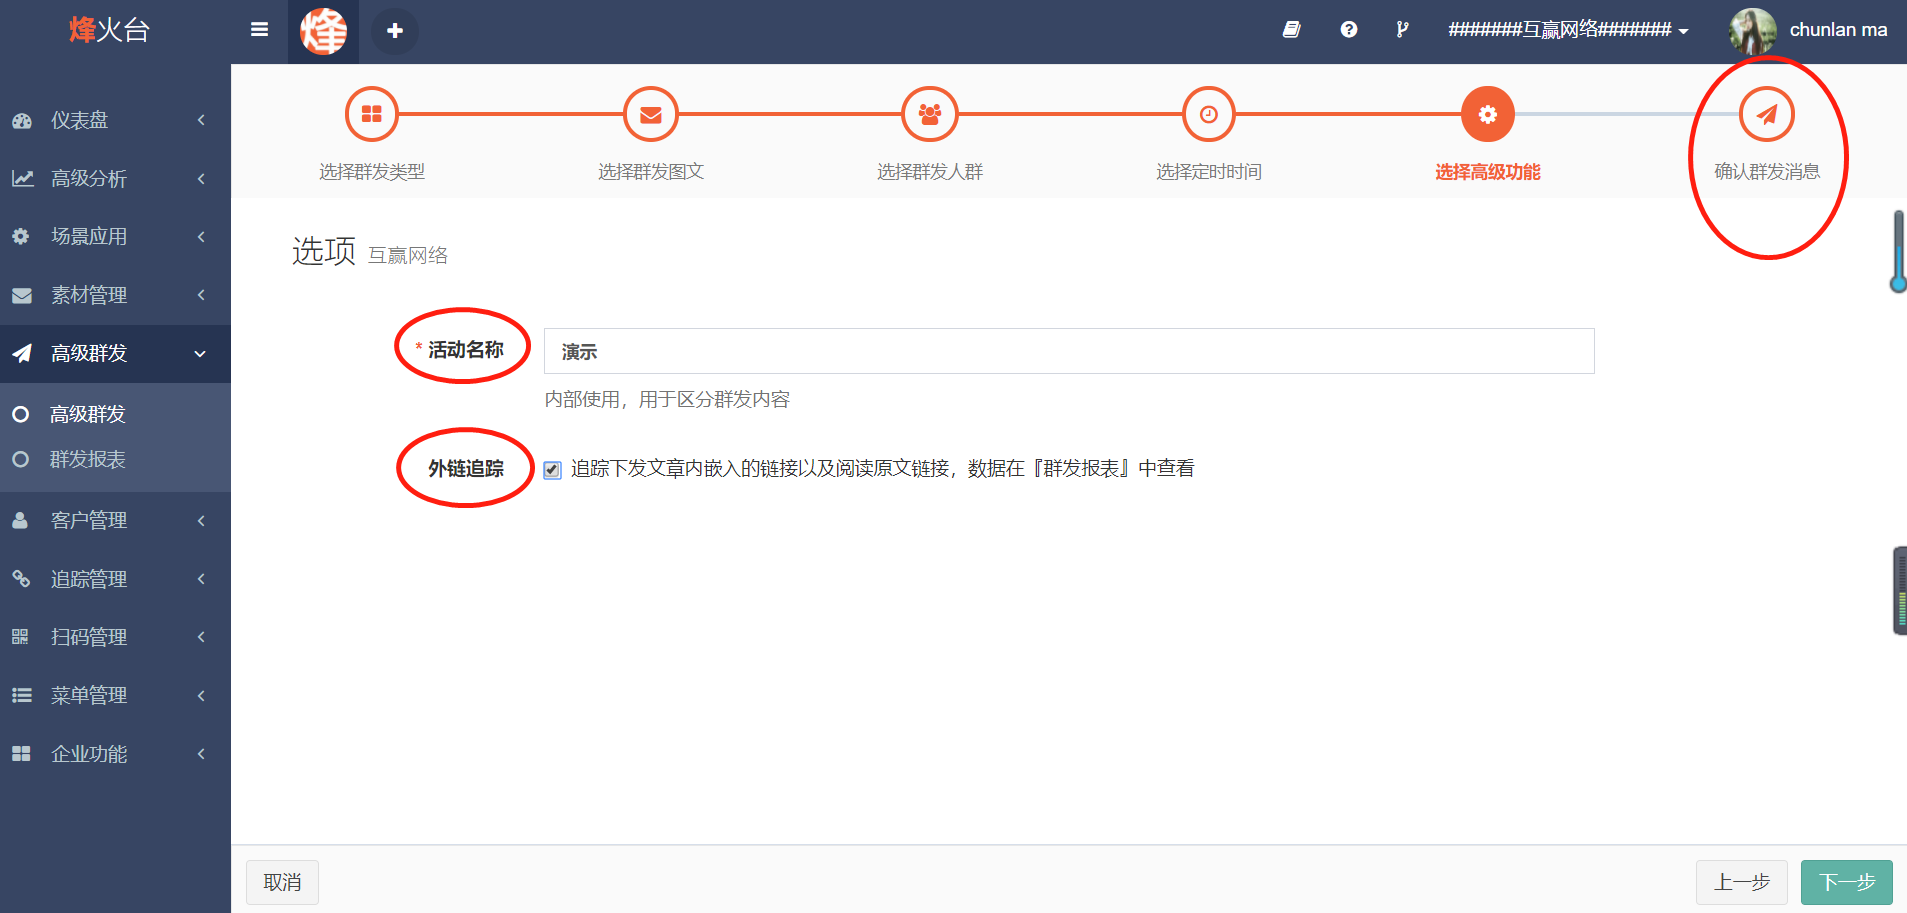 烽火台
烽
#######互赢网络#######
chunlan ma
仪表盘
高级分析
场景应用
素材管理
高级群发
高级群发
群发报表
客户管理
追踪管理
扫码管理
菜单管理
企业功能
选择群发类型
选择群发图文
选择群发人群
选择定时时间
选择高级功能
确认群发消息
选项 互赢网络
* 活动名称
演示
内部使用，用于区分群发内容
外链追踪
追踪下发文章内嵌入的链接以及阅读原文链接，数据在『群发报表』中查看
取消
上一步
下一步